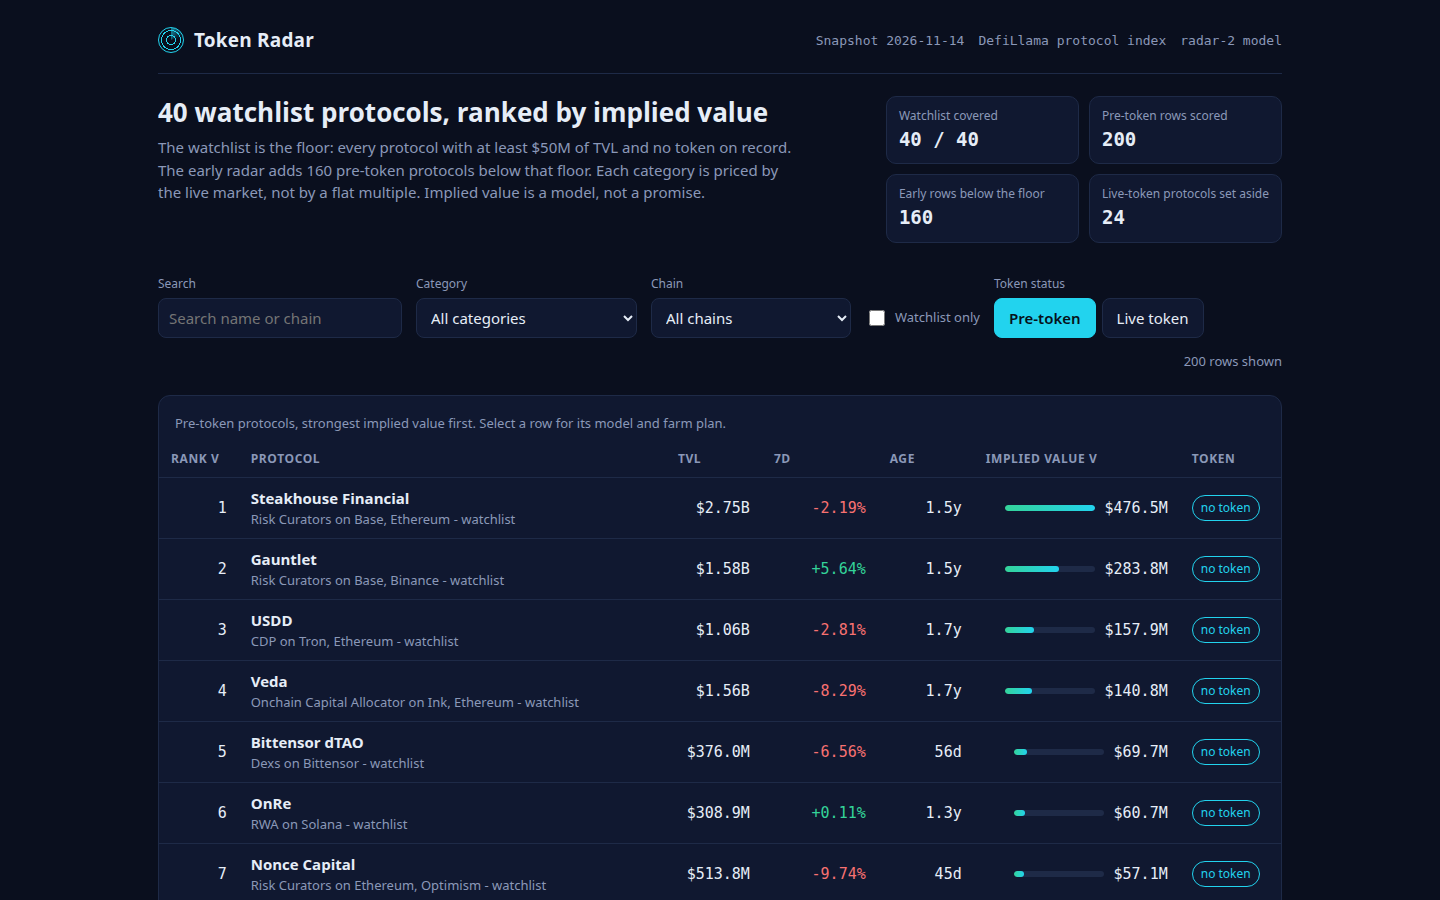 Token Radar
Snapshot 2026-11-14 DefiLlama protocol index radar-2 model
40 watchlist protocols, ranked by implied value
The watchlist is the floor: every protocol with at least $50M of TVL and no token on record.
The early radar adds 160 pre-token protocols below that floor. Each category is priced by
the live market, not by a flat multiple. Implied value is a model, not a promise.
Watchlist covered
40 / 40
Pre-token rows scored
200
Early rows below the floor
160
Live-token protocols set aside
24
Search
Search name or chain
Category
All categories
Chain
All chains
Watchlist only
Token status
Pre-token
Live token
200 rows shown
Pre-token protocols, strongest implied value first. Select a row for its model and farm plan.
RANK V PROTOCOL TVL 7D AGE IMPLIED VALUE V TOKEN
1 Steakhouse Financial $2.75B -2.19% 1.5y $476.5M no token
Risk Curators on Base, Ethereum - watchlist
2 Gauntlet $1.58B +5.64% 1.5y $283.8M no token
Risk Curators on Base, Binance - watchlist
3 USDD $1.06B -2.81% 1.7y $157.9M no token
CDP on Tron, Ethereum - watchlist
4 Veda $1.56B -8.29% 1.7y $140.8M no token
Onchain Capital Allocator on Ink, Ethereum - watchlist
5 Bittensor dTAO $376.0M -6.56% 56d $69.7M no token
Dexs on Bittensor - watchlist
6 OnRe $308.9M +0.11% 1.3y $60.7M no token
RWA on Solana - watchlist
7 Nonce Capital $513.8M -9.74% 45d $57.1M no token
Risk Curators on Ethereum, Optimism - watchlist